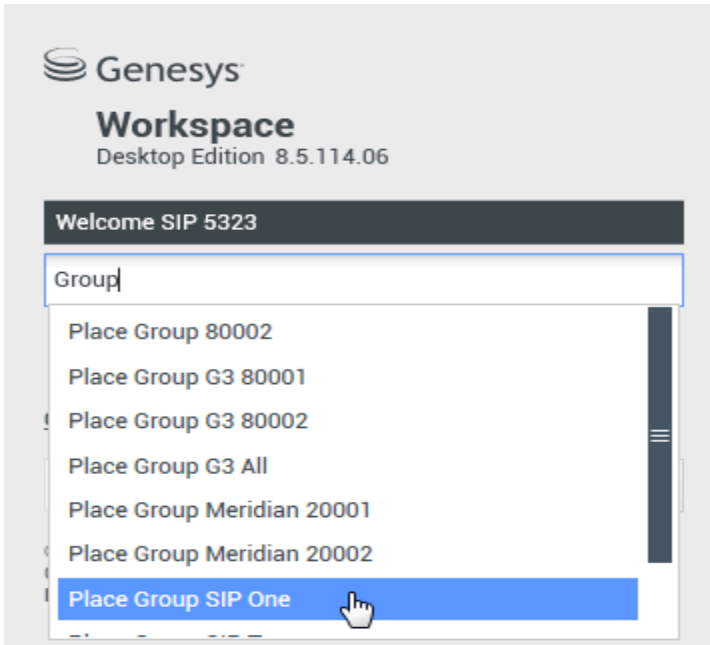 Genesys
Workspace
Desktop Edition 8.5.114.06
Welcome SIP 5323
Group
Place Group 80002
Place Group G3 80001
Place Group G3 80002
Place Group G3 All
Place Group Meridian 20001
Place Group Meridian 20002
Place Group SIP One